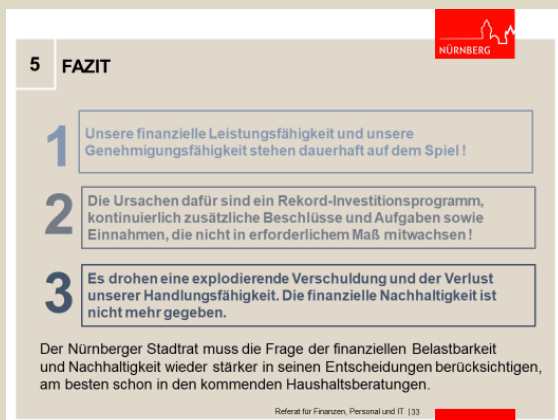 NÜRNBERG
5 FAZIT
1
Unsere finanzielle Leistungsfähigkeit und unsere
Genehmigungsfähigkeit stehen dauerhaft auf dem Spiel !
2
Die Ursachen dafür sind ein Rekord-Investitionsprogramm,
kontinuierlich zusätzliche Beschlüsse und Aufgaben sowie
Einnahmen, die nicht in erforderlichem Maß mitwachsen !
3
Es drohen eine explodierende Verschuldung und der Verlust
unserer Handlungsfähigkeit. Die finanzielle Nachhaltigkeit ist
nicht mehr gegeben.
Der Nürnberger Stadtrat muss die Frage der finanziellen Belastbarkeit
und Nachhaltigkeit wieder stärker in seinen Entscheidungen berücksichtigen,
am besten schon in den kommenden Haushaltsberatungen.
Referat für Finanzen, Personal und IT |33